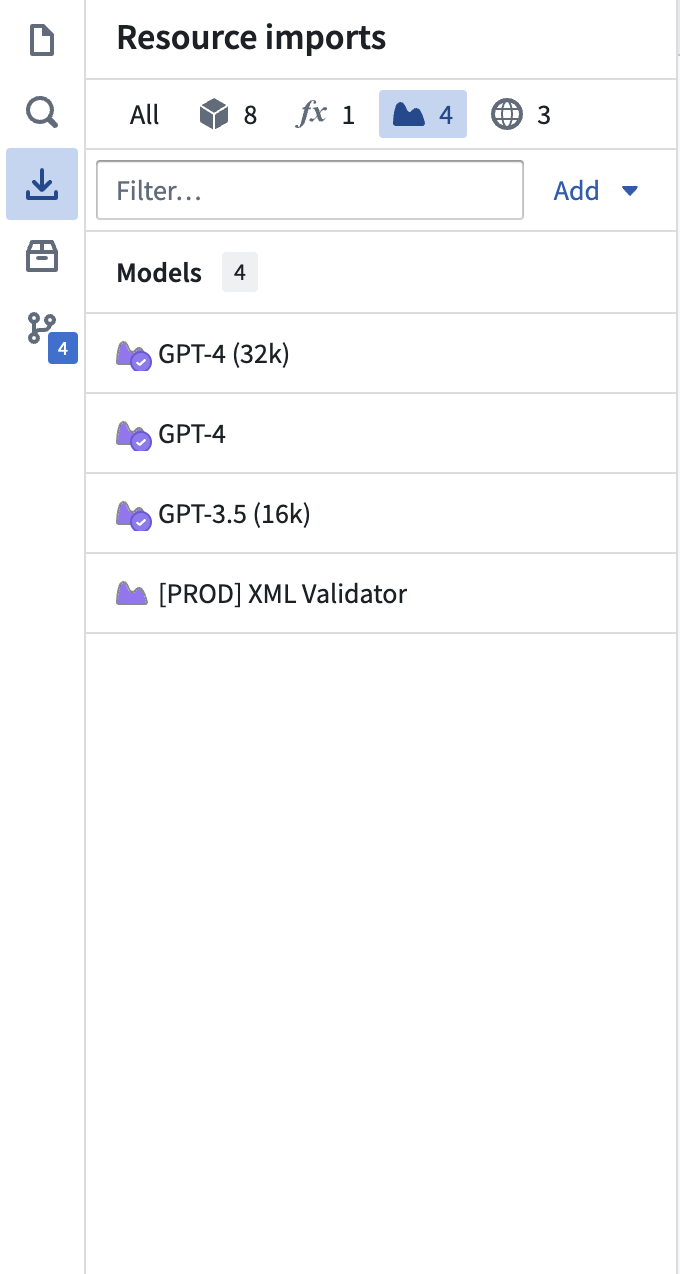 Resource imports
All 8 fx 1 4 3
Filter... Add
Models 4
4
GPT-4 (32k)
GPT-4
GPT-3.5 (16k)
[PROD] XML Validator